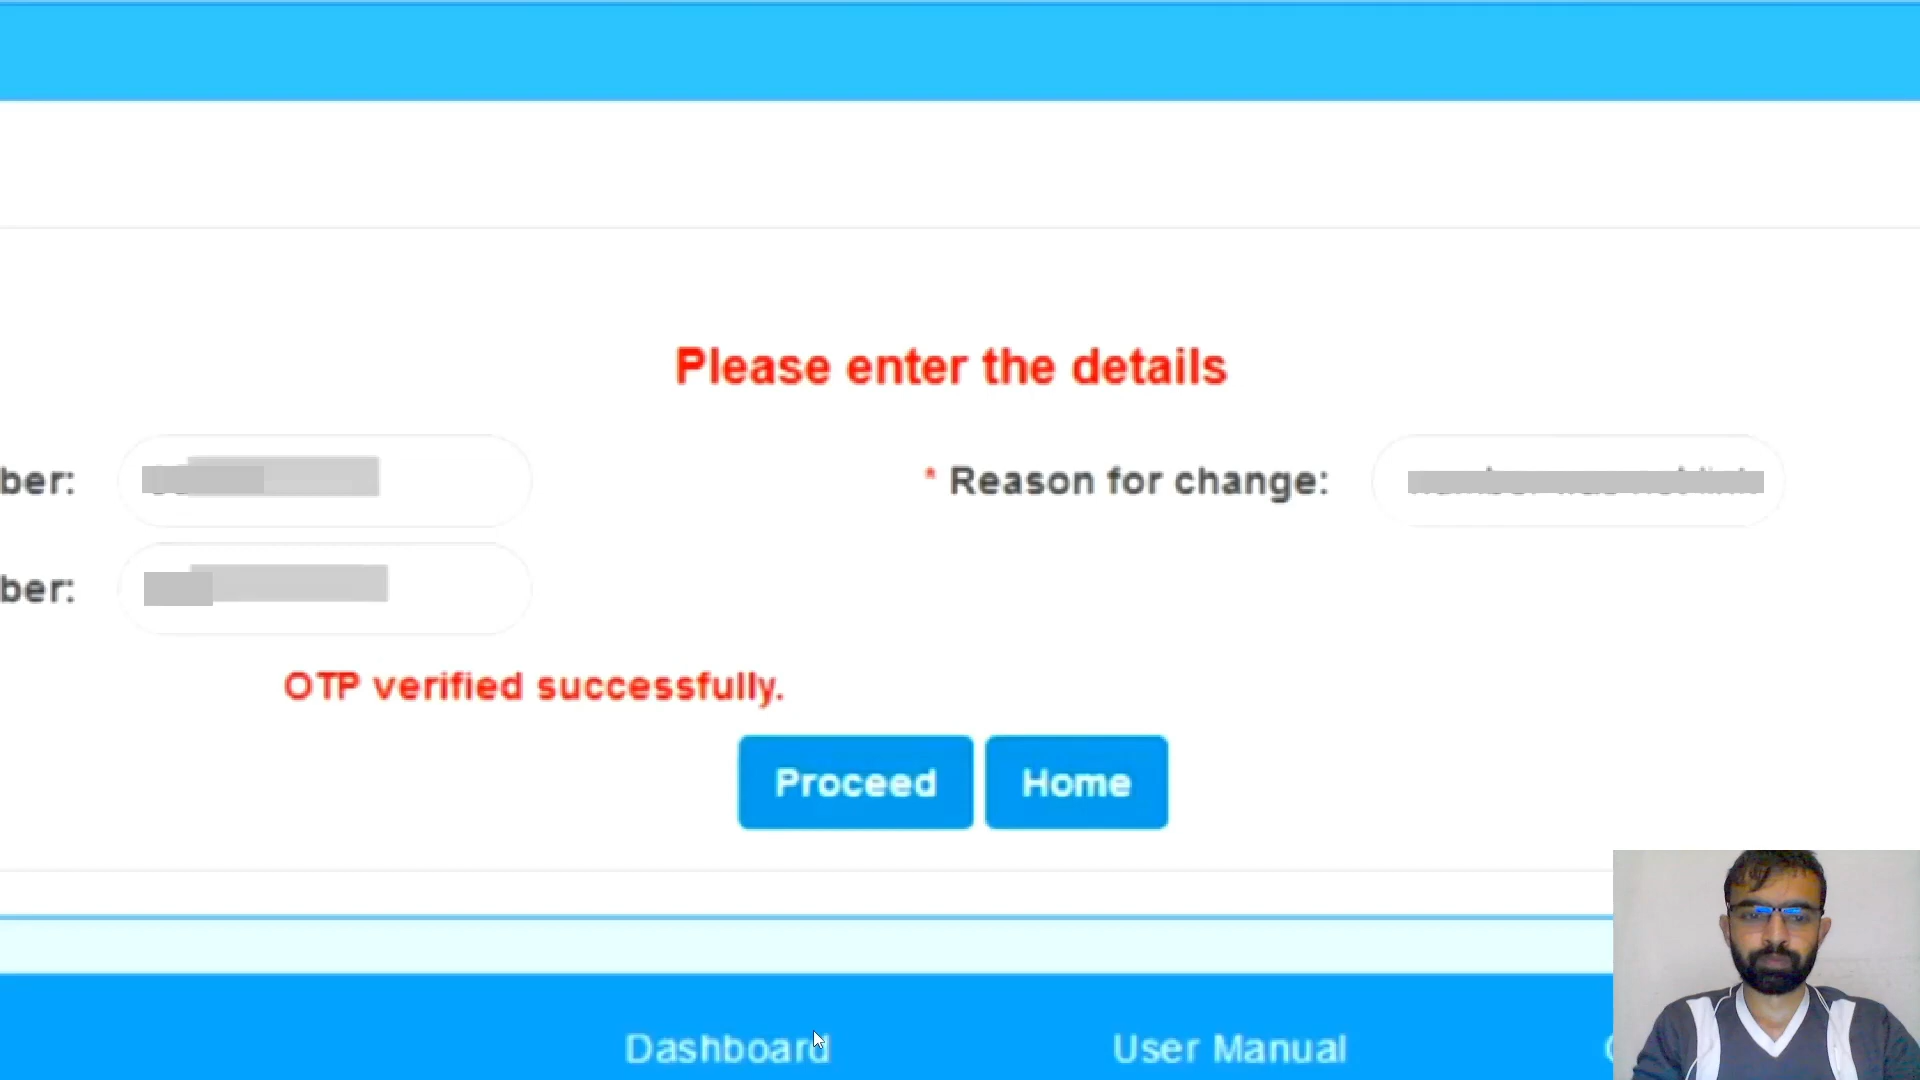 Please enter the details
ber:
* Reason for change:
ber:
OTP verified successfully.
Proceed
Home
Dashboard
User Manual